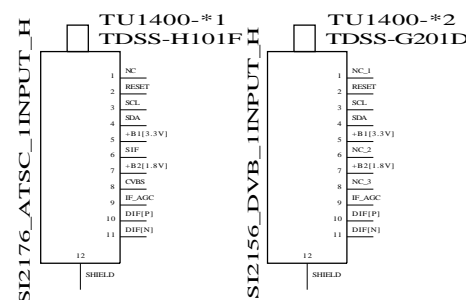 TU1400-*1
TDSS-H101F
SI2176_ATSC_1INPUT_H
1 NC
2 RESET
3 SCL
4 SDA
5 +B1[3.3V]
6 SIF
7 +B2[1.8V]
8 CVBS
9 IF_AGC
10 DIF[P]
11 DIF[N]
12
SHIELD
TU1400-*2
TDSS-G201D
SI2156_DVB_1INPUT_H
1 NC_1
2 RESET
3 SCL
4 SDA
5 +B1[3.3V]
6 NC_2
7 +B2[1.8V]
8 NC_3
9 IF_AGC
10 DIF[P]
11 DIF[N]
12
SHIELD